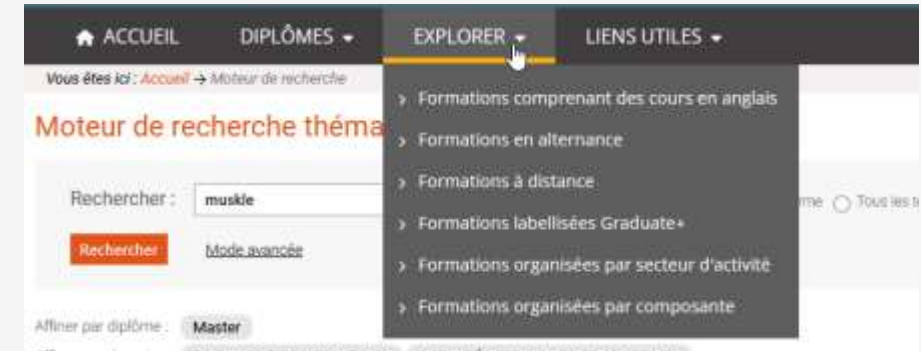 ACCUEIL DIPLÔMES EXPLORER LIENS UTILES
Vous êtes ici : Accueil → Moteur de recherche
Formations comprenant des cours en anglais
Moteur de recherche théma
Formations en alternance
Formations à distance
Rechercher : muskle
Tous les
Formations labellisées Graduate+
Rechercher Mode avancée
Formations organisées par secteur d'activité
Formations organisées par composante
Affiner par diplôme : Master